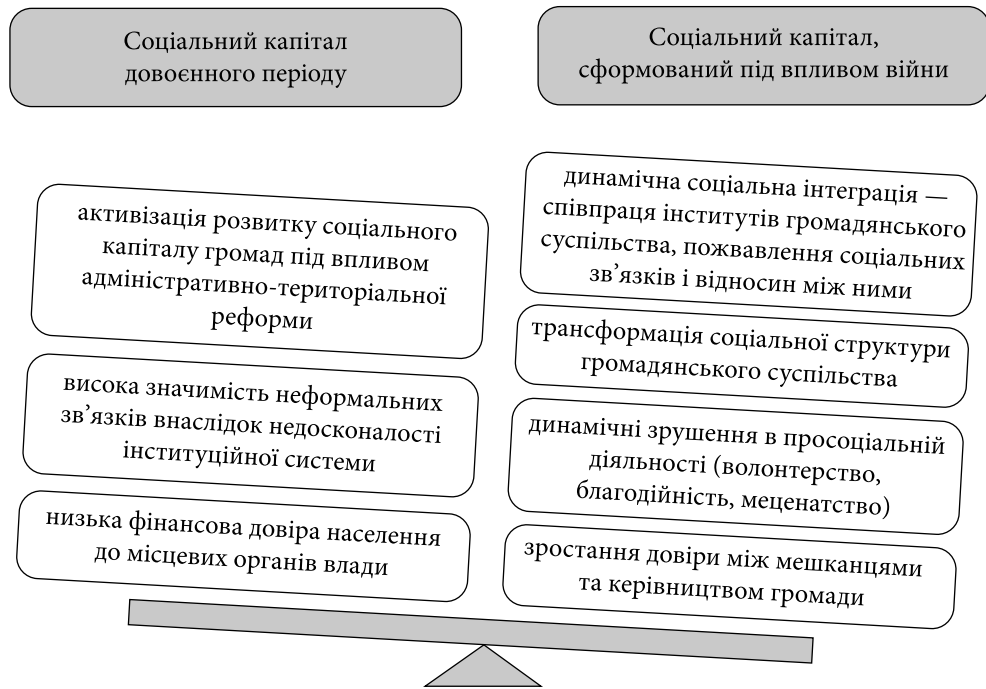 Соціальний капітал
довоєнного періоду
активізація розвитку соціального
капіталу громад під впливом
адміністративно-територіальної
реформи
висока значимість неформальних
зв’язків внаслідок недосконалості
інституційної системи
низька фінансова довіра населення
до місцевих органів влади
Соціальний капітал,
сформований під впливом війни
динамічна соціальна інтеграція —
співпраця інститутів громадянського
суспільства, пожвавлення соціальних
зв’язків і відносин між ними
трансформація соціальної структури
громадянського суспільства
динамічні зрушення в просоціальній
діяльності (волонтерство,
благодійність, меценатство)
зростання довіри між мешканцями
та керівництвом громади